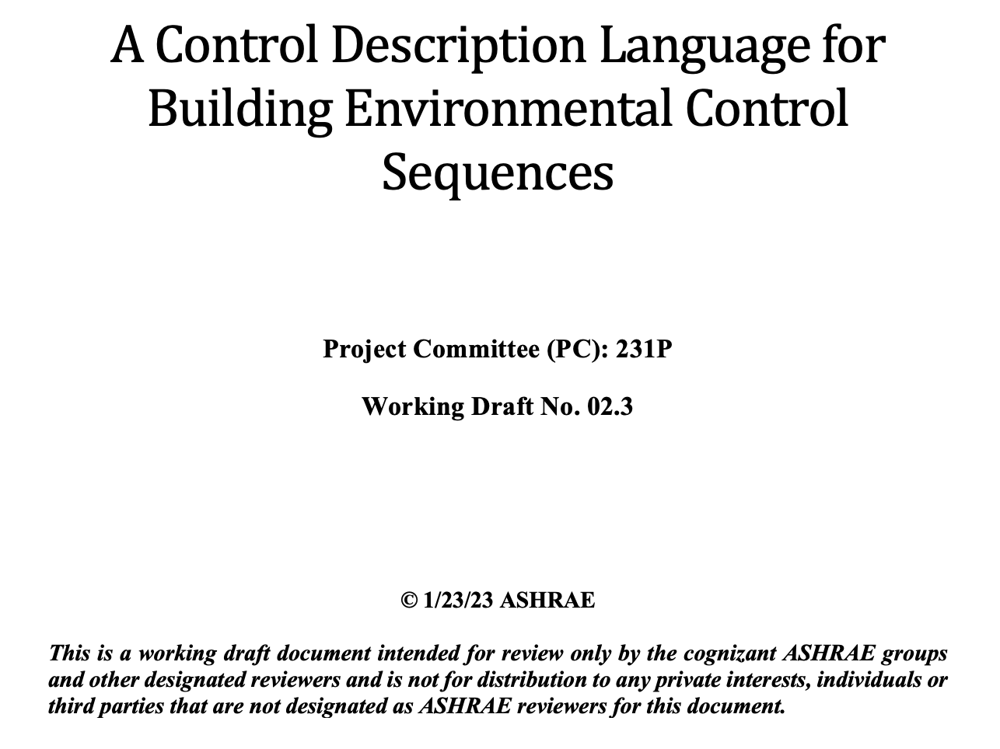 A Control Description Language for
Building Environmental Control
Sequences
Project Committee (PC): 231P
Working Draft No. 02.3
© 1/23/23 ASHRAE
This is a working draft document intended for review only by the cognizant ASHRAE groups
and other designated reviewers and is not for distribution to any private interests, individuals or
third parties that are not designated as ASHRAE reviewers for this document.